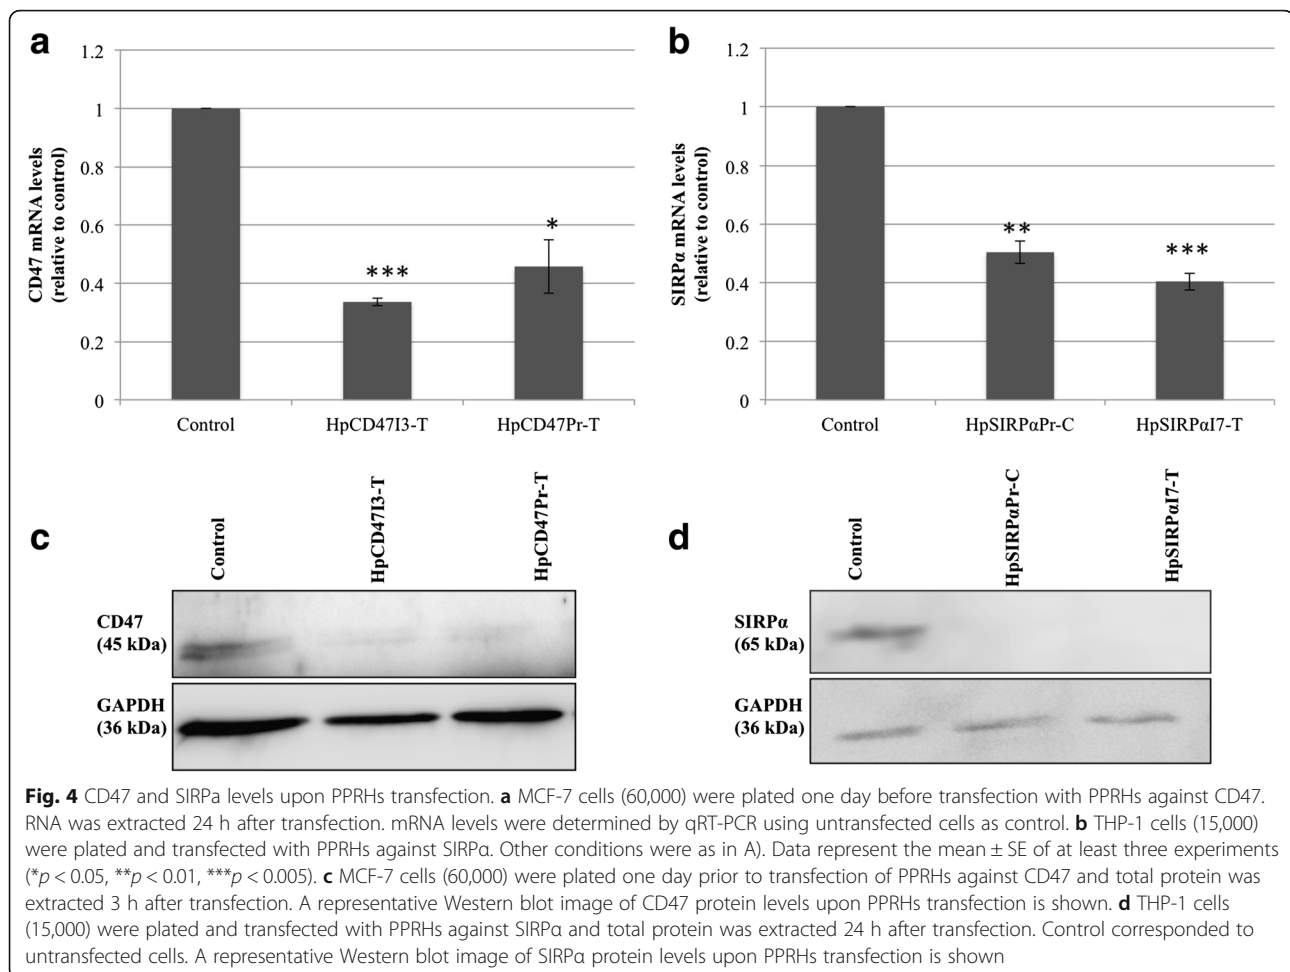 a
1.2
1
0.8
0.6
0.4
0.2
0
CD47 mRNA levels
(relative to control)
***
*
Control HpCD47I3-T HpCD47Pr-T
b
1.2
1
0.8
0.6
0.4
0.2
0
SIRPα mRNA levels
(relative to control)
**
***
Control HpSIRPαPr-C HpSIRPαI7-T
c
Control
HpCD47I3-T
HpCD47Pr-T
CD47
(45 kDa)
GAPDH
(36 kDa)
d
Control
HpSIRPαPr-C
HpSIRPαI7-T
SIRPα
(65 kDa)
GAPDH
(36 kDa)
Fig. 4 CD47 and SIRPa levels upon PPRHs transfection. a MCF-7 cells (60,000) were plated one day before transfection with PPRHs against CD47.
RNA was extracted 24 h after transfection. mRNA levels were determined by qRT-PCR using untransfected cells as control. b THP-1 cells (15,000)
were plated and transfected with PPRHs against SIRPα. Other conditions were as in A). Data represent the mean ± SE of at least three experiments
(*p < 0.05, **p < 0.01, ***p < 0.005). c MCF-7 cells (60,000) were plated one day prior to transfection of PPRHs against CD47 and total protein was
extracted 3 h after transfection. A representative Western blot image of CD47 protein levels upon PPRHs transfection is shown. d THP-1 cells
(15,000) were plated and transfected with PPRHs against SIRPα and total protein was extracted 24 h after transfection. Control corresponded to
untransfected cells. A representative Western blot image of SIRPα protein levels upon PPRHs transfection is shown